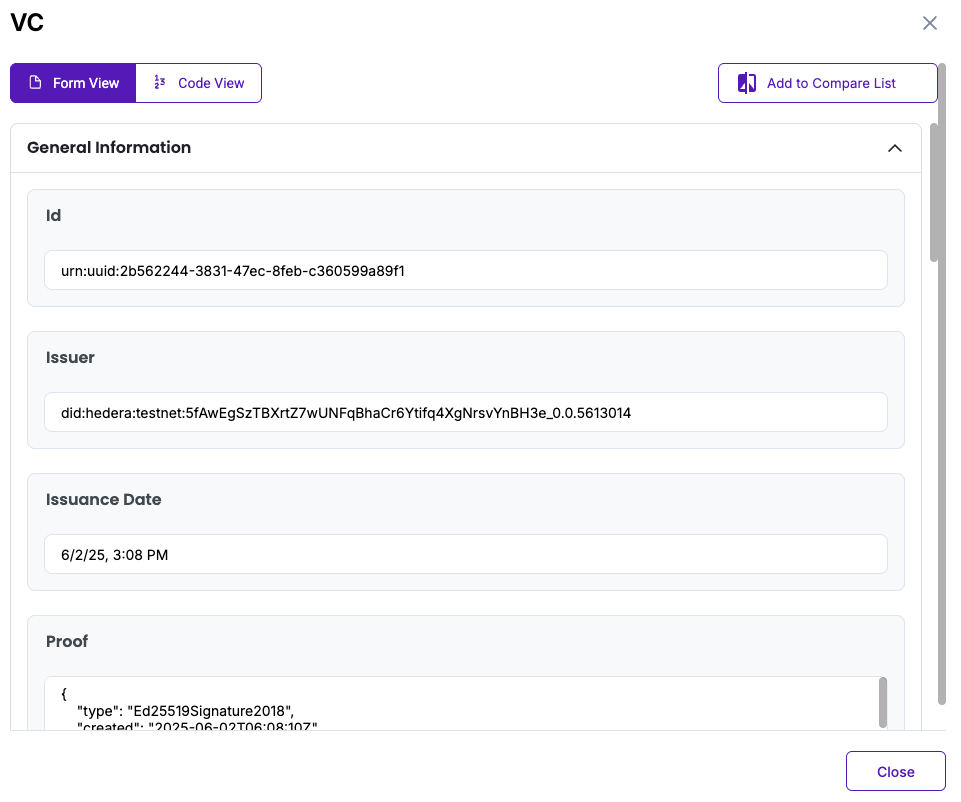 VC
Form View
Code View
Add to Compare List
General Information
Id
urn:uuid:2b562244-3831-47ec-8feb-c360599a89f1
Issuer
did:hedera:testnet:5fAwEgSzTBXrtZ7wUNFqBhaCr6Ytifq4XgNrsvYnBH3e_0.0.5613014
Issuance Date
6/2/25, 3:08 PM
Proof
{
"type": "Ed25519Signature2018",
"created": "2025-06-02T06:08:10Z"
Close